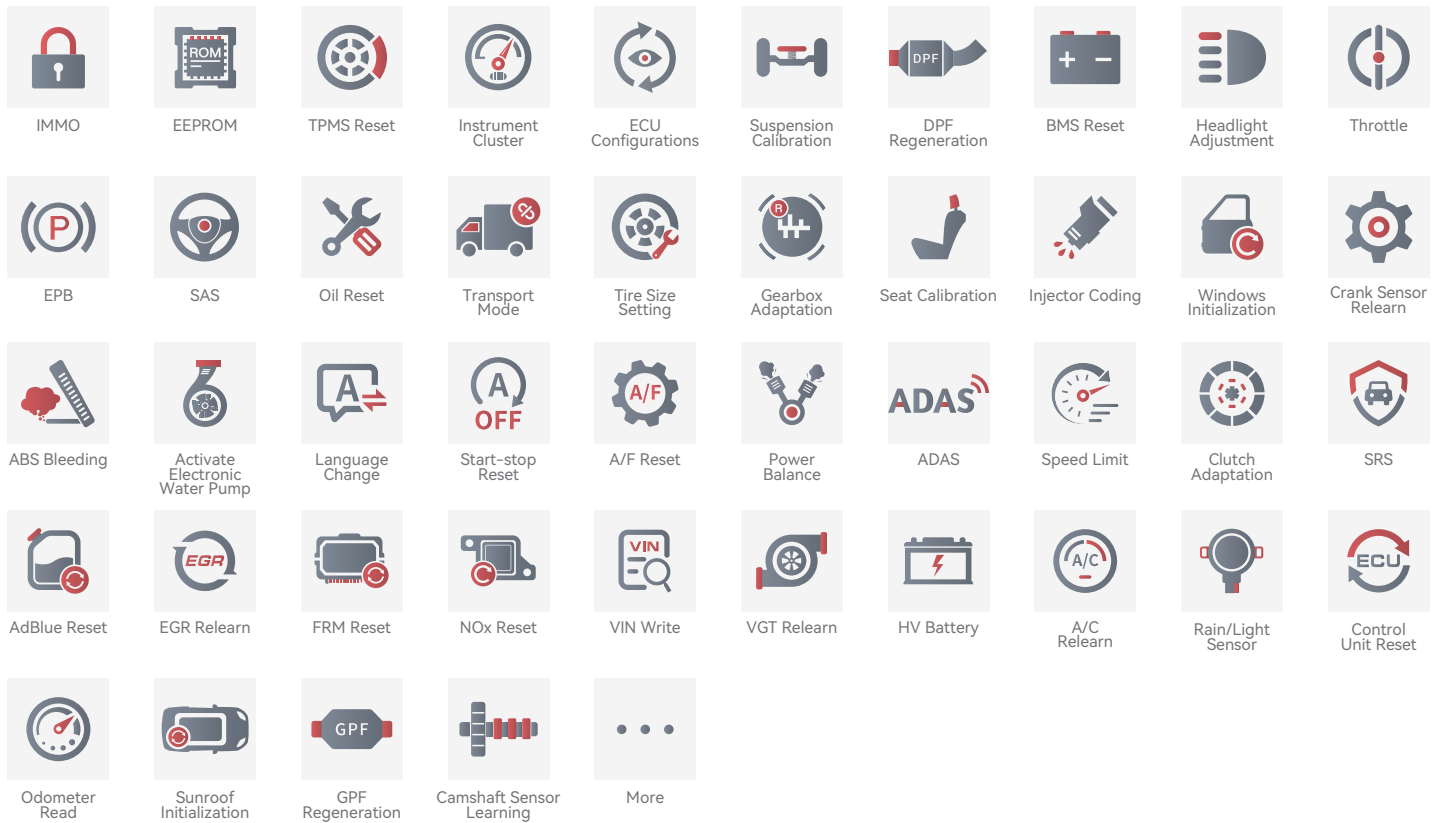 ROM
DPF
IMMO
EEPROM
TPMS Reset
Instrument
Cluster
ECU
Configurations
Suspension
Calibration
DPF
Regeneration
BMS Reset
Headlight
Adjustment
Throttle
P
R
EPB
SAS
Oil Reset
Transport
Mode
Tire Size
Setting
Gearbox
Adaptation
Seat Calibration
Injector Coding
Windows
Initialization
Crank Sensor
Relearn
A
A
OFF
A/F
ADAS
ABS Bleeding
Activate
Electronic
Water Pump
Language
Change
Start-stop
Reset
A/F Reset
Power
Balance
ADAS
Speed Limit
Clutch
Adaptation
SRS
EGR
VIN
A/C
ECU
AdBlue Reset
EGR Relearn
FRM Reset
NOx Reset
VIN Write
VGT Relearn
HV Battery
A/C
Relearn
Rain/Light
Sensor
Control
Unit Reset
GPF
Odometer
Read
Sunroof
Initialization
GPF
Regeneration
Camshaft Sensor
Learning
More